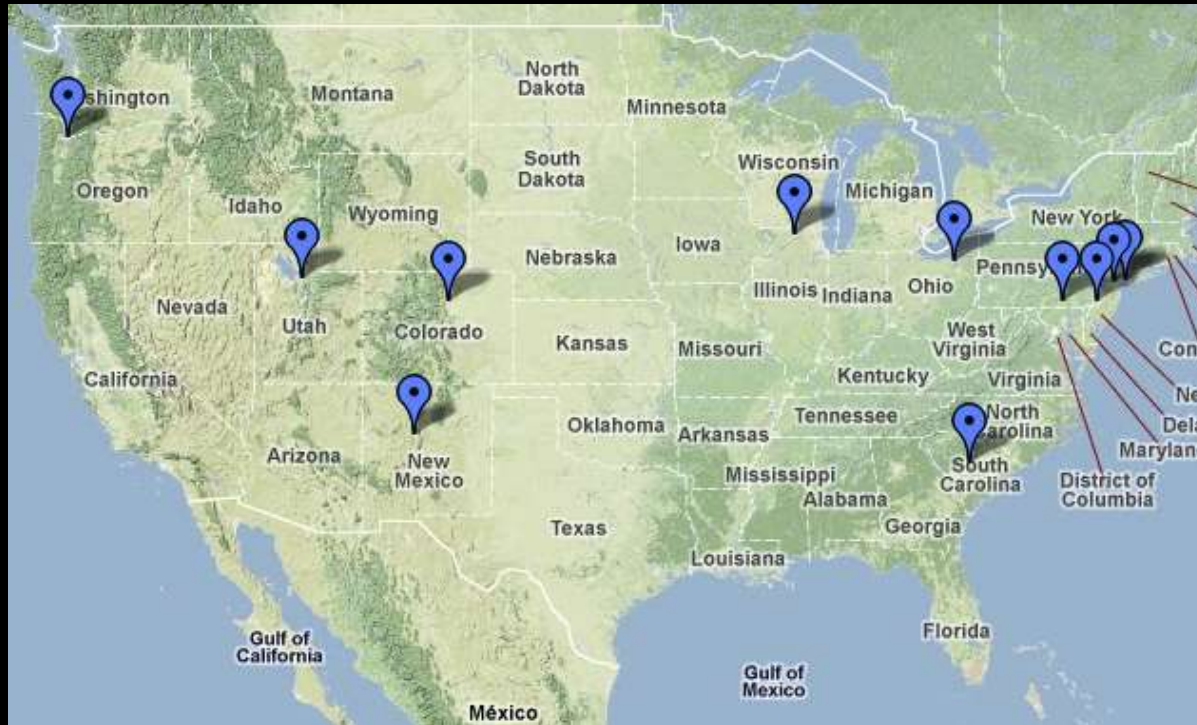 North
Dakota
shington
Montana
Minnesota
South
Dakota
Wisconsin
Michigan
Oregon
Idaho
Wyoming
New York
Iowa
Nebraska
Pennsy
Illinois
Indiana
Ohio
Nevada
Utah
Colorado
Kansas
Missouri
West
Virginia
Con
California
Kentucky
Virginia
Ne
Oklahoma
Arkansas
Tennessee
North
Carolina
Dela
Arizona
New
Mexico
Mississippi
South
Carolina
Marylan
District of
Columbia
Alabama
Texas
Georgia
Louisiana
Florida
Gulf of
California
Gulf of
Mexico
México